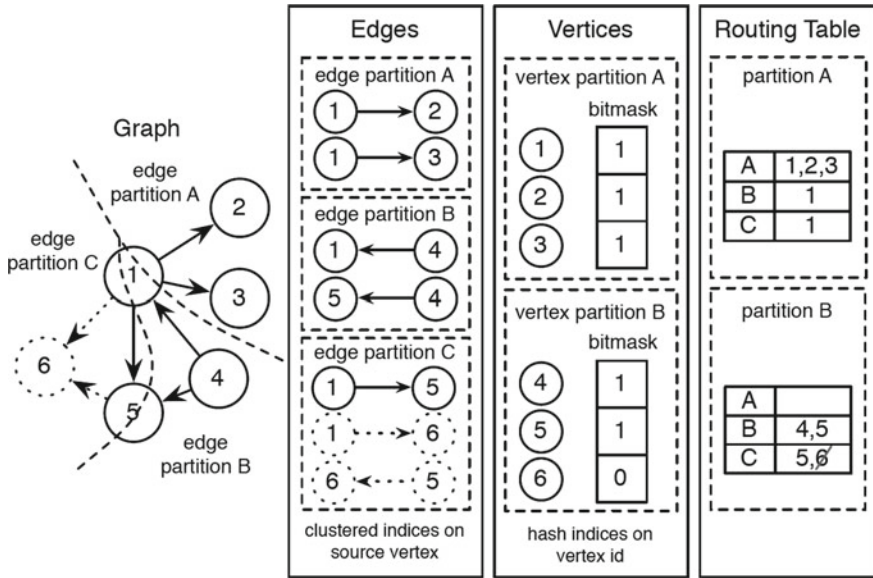 Graph
edge
partition A
edge
partition C
2
1
3
6
4
5
edge
partition B
Edges
edge partition A
1 2
1 3
edge partition B
1 4
5 4
edge partition C
1 5
1 6
6 5
clustered indices on
source vertex
Vertices
vertex partition A
bitmask
1 1
2 1
3 1
vertex partition B
bitmask
4 1
5 1
6 0
hash indices on
vertex id
Routing Table
partition A
A 1,2,3
B 1
C 1
partition B
A
B 4,5
C 5,6